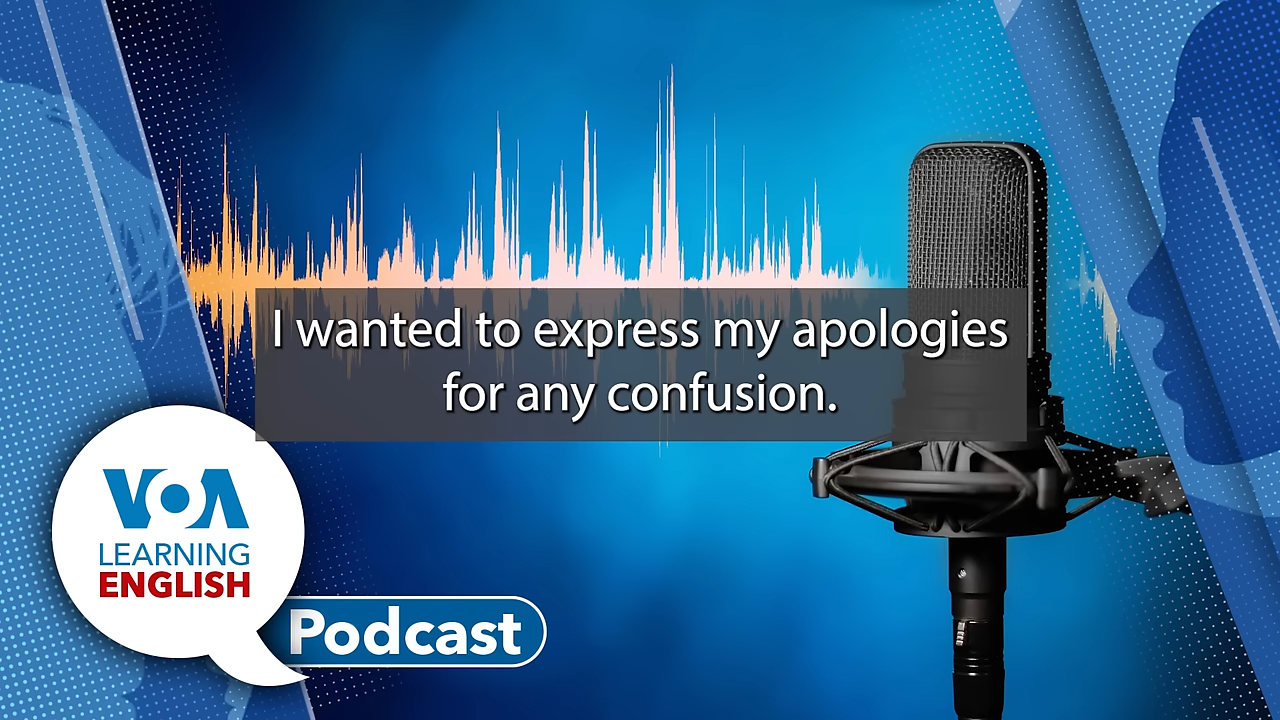 I wanted to express my apologies
for any confusion.
VOA
LEARNING
ENGLISH
Podcast